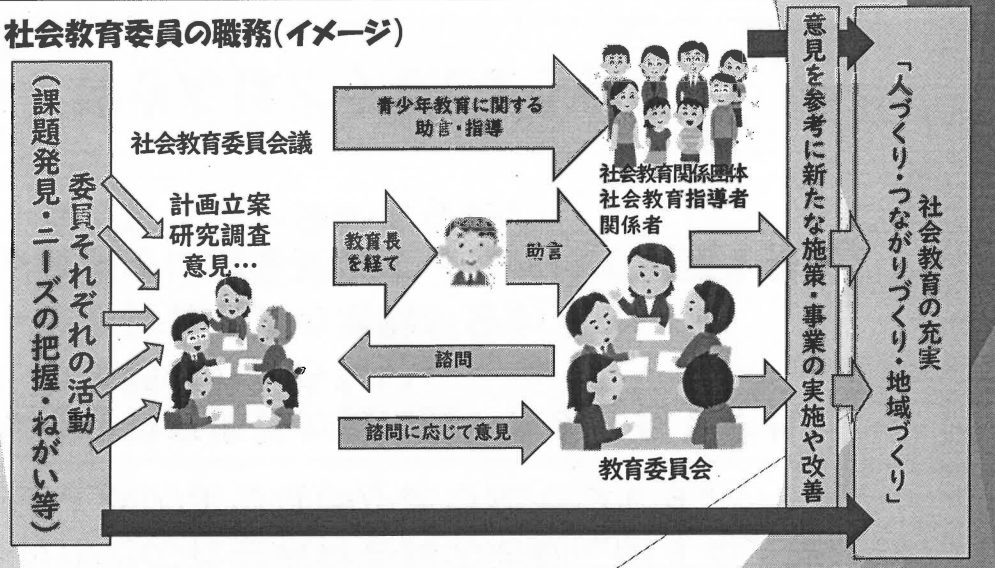 社会教育委員の職務(イメージ)
委員それぞれの活動
(課題発見・ニーズの把握・ねがい等)
社会教育委員会議
計画立案
研究調査
意見…
青少年教育に関する
助言・指導
社会教育関係団体
社会教育指導者
関係者
教育長
を経て
助言
諮問
諮問に応じて意見
教育委員会
意見を参考に新たな施策・事業の実施や改善
社会教育の充実
「人づくり・つながりづくり・地域づくり」